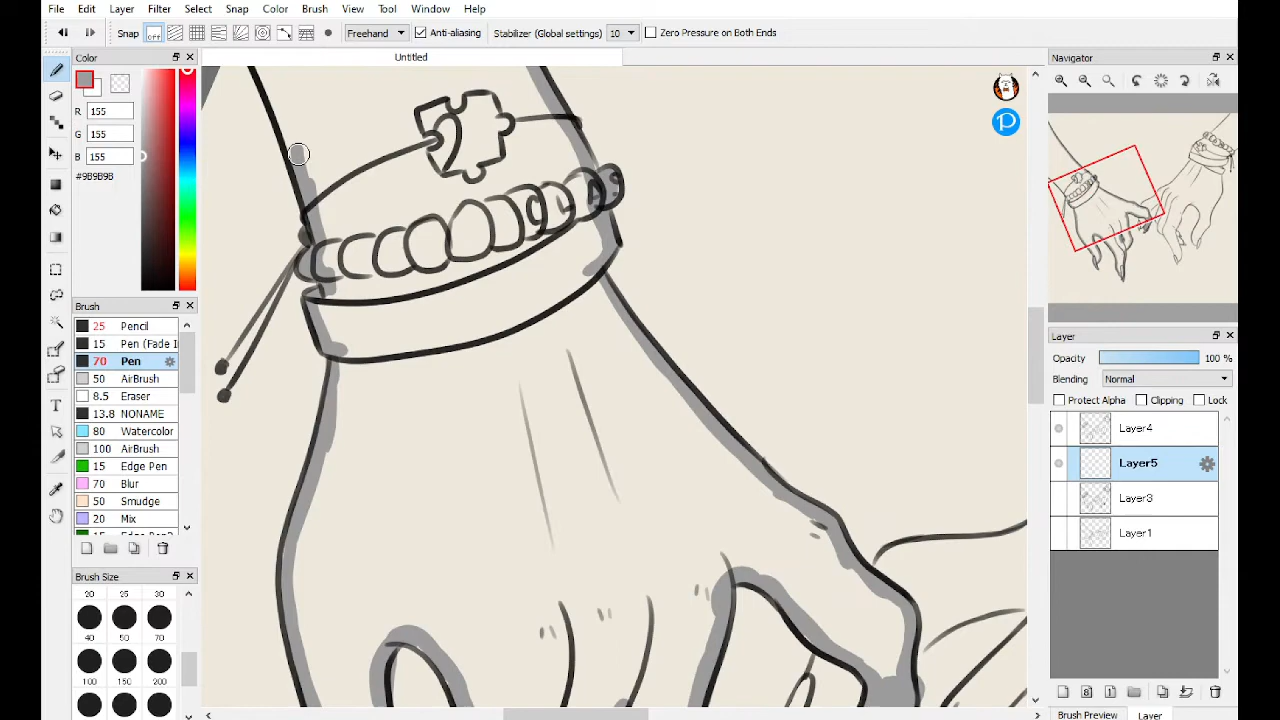 File Edit Layer Select Snap Color Brush View Tool Window Help
Snap Off Freehand Anti-aliasing Stabilizer (Global settings) 10 Zero Pressure on Both Ends
Color
Untitled
Navigator
R 155
G 155
B 155
#9B9B9B
Brush
25 Pencil
15 Pen (Fade I
70 Pen
50 AirBrush
8.5 Eraser
13.8 NONAME
80 Watercolor
100 AirBrush
15 Edge Pen
70 Blur
50 Smudge
20 Mix
Brush Size
20 25 30
40 50 70
100 150 200
Layer
Opacity 100 %
Blending Normal
Protect Alpha Clipping Lock
Layer4
Layer5
Layer3
Layer1
Brush Preview Layer